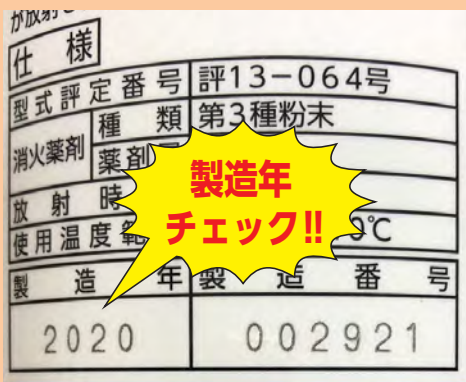 が放射
仕様
型式評定番号 評13-064号
消火薬剤 種類 第3種粉末
薬剤
放射時
使用温度範 0℃
製造年
チェック!!
製造年 製造番号
2020 002921